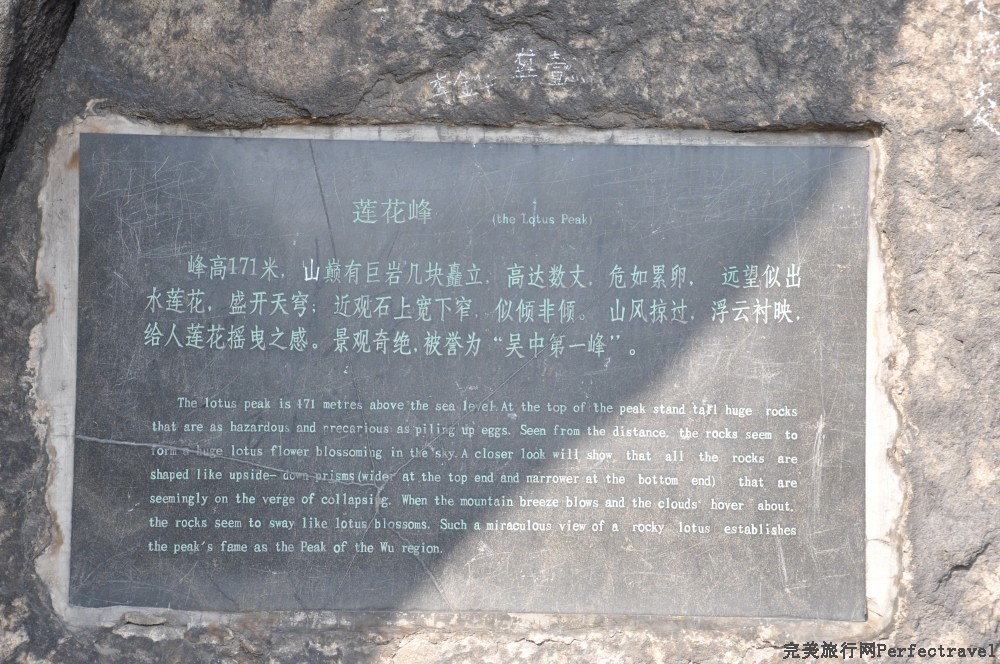 莲花峰 (the Lotus Peak)
峰高171米，山巅有巨岩几块矗立，高达数丈，危如累卵，远望似出
水莲花，盛开天穹；近观石上宽下窄，似倾非倾。山风掠过，浮云衬映，
给人莲花摇曳之感。景观奇绝，被誉为“吴中第一峰”。
The lotus peak is 171 metres above the sea level. At the top of the peak stand tall huge rocks
that are as hazardous and precarious as piling up eggs. Seen from the distance, the rocks seem to
form a huge lotus flower blossoming in the sky. A closer look will show that all the rocks are
shaped like upside-down prisms (wider at the top end and narrower at the bottom end) that are
seemingly on the verge of collapsing. When the mountain breeze blows and the clouds' hover about,
the rocks seem to sway like lotus blossoms. Such a miraculous view of a rocky lotus establishes
the peak's fame as the Peak of the Wu region.
完美旅行网Perfectravel